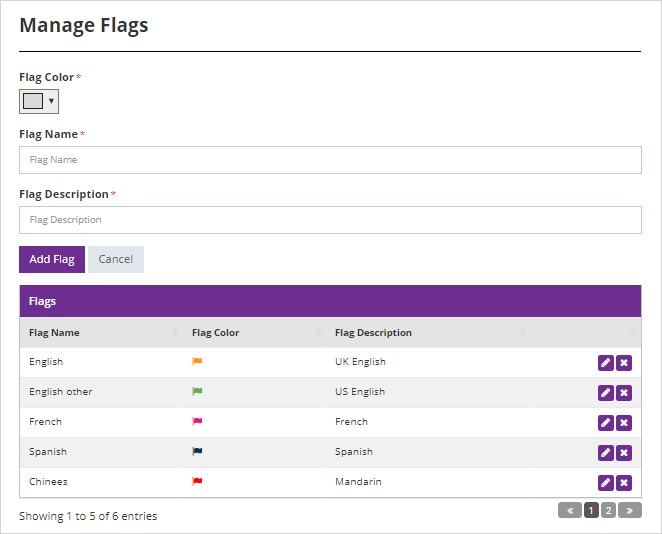 Manage Flags
Flag Color*
Flag Name*
Flag Name
Flag Description*
Flag Description
Add Flag Cancel
Flags
Flag Name Flag Color Flag Description
English UK English
English other US English
French French
Spanish Spanish
Chinees Mandarin
Showing 1 to 5 of 6 entries « 1 2 »